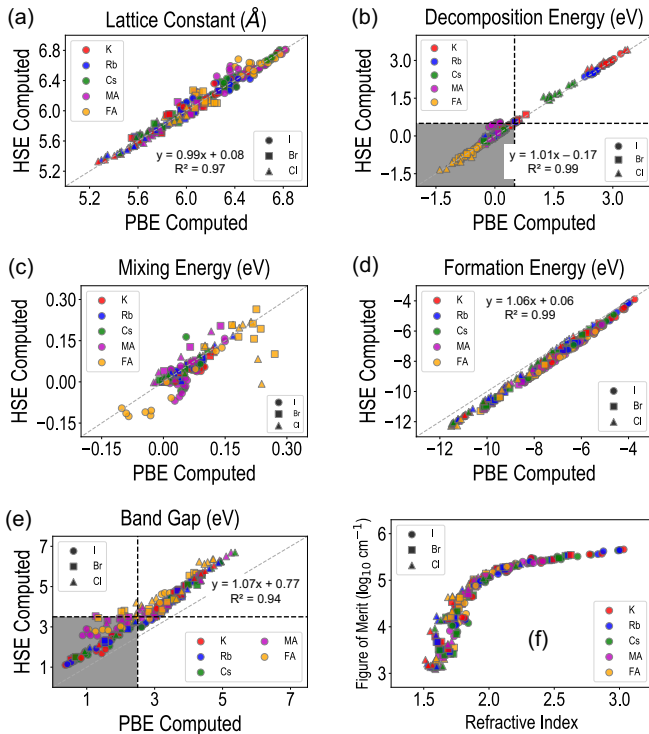 (a)
Lattice Constant (Å)
HSE Computed
6.8
6.4
6.0
5.6
5.2
K
Rb
Cs
MA
FA
y = 0.99x + 0.08
R² = 0.97
I
Br
Cl
5.2
5.6
6.0
6.4
6.8
PBE Computed
(b)
Decomposition Energy (eV)
HSE Computed
3.0
1.5
0.0
−1.5
K
Rb
Cs
MA
FA
y = 1.01x − 0.17
R² = 0.99
I
Br
Cl
−1.5
0.0
1.5
3.0
PBE Computed
(c)
Mixing Energy (eV)
HSE Computed
0.30
0.15
0.00
−0.15
K
Rb
Cs
MA
FA
I
Br
Cl
−0.15
0.00
0.15
0.30
PBE Computed
(d)
Formation Energy (eV)
HSE Computed
−4
−6
−8
−10
−12
K
Rb
Cs
MA
FA
y = 1.06x + 0.06
R² = 0.99
I
Br
Cl
−12
−10
−8
−6
−4
PBE Computed
(e)
Band Gap (eV)
HSE Computed
7
5
3
1
I
Br
Cl
y = 1.07x + 0.77
R² = 0.94
K
Rb
Cs
MA
FA
1
3
5
7
PBE Computed
Figure of Merit (log₁₀ cm⁻¹)
6
5
4
3
I
Br
Cl
K
Rb
Cs
MA
FA
(f)
1.5
2.0
2.5
3.0
Refractive Index